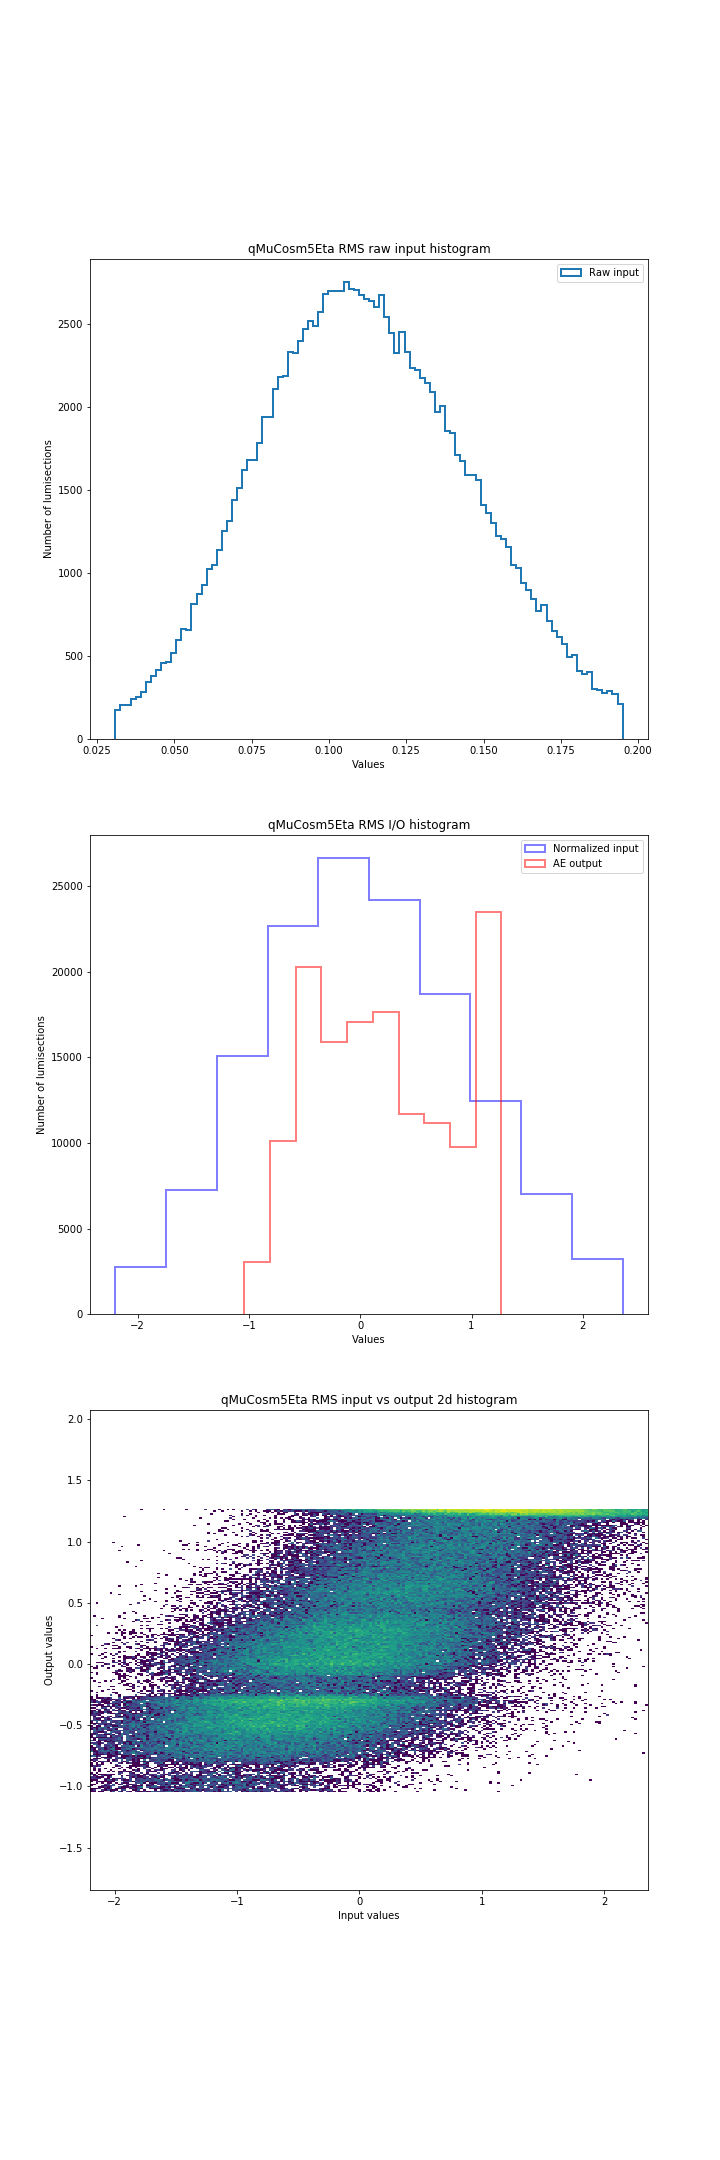 qMuCosm5Eta RMS raw input histogram
Raw input
2500
2000
1500
1000
500
0
Number of lumisections
0.025 0.050 0.075 0.100 0.125 0.150 0.175 0.200
Values
qMuCosm5Eta RMS I/O histogram
Normalized input
AE output
25000
20000
15000
10000
5000
0
Number of lumisections
−2 −1 0 1 2
Values
qMuCosm5Eta RMS input vs output 2d histogram
2.0
1.5
1.0
0.5
0.0
−0.5
−1.0
−1.5
Output values
−2 −1 0 1 2
Input values